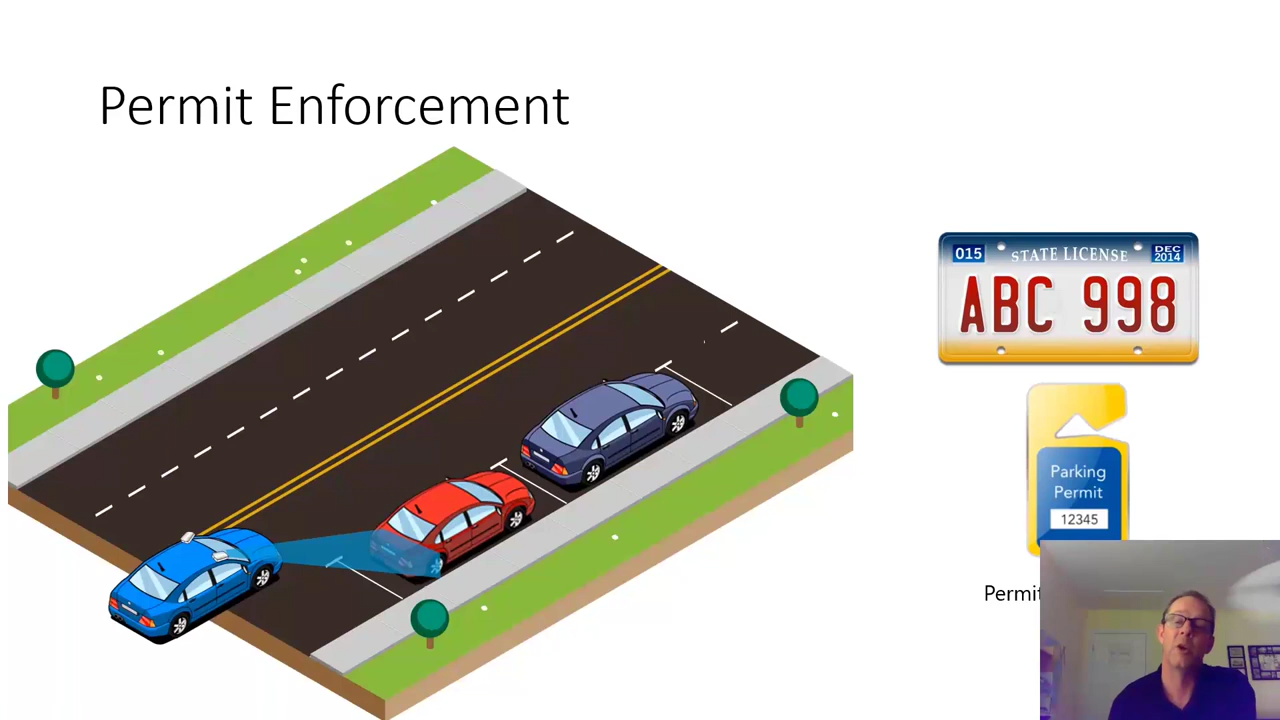 Permit Enforcement
015
STATE LICENSE
DEC
2014
ABC 998
Parking
Permit
12345
Permit